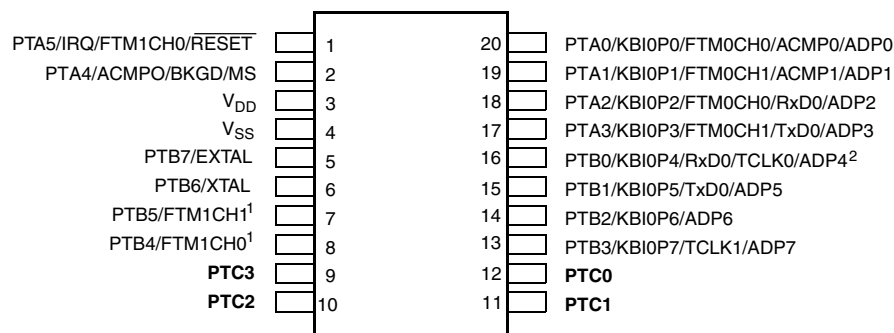 PTA5/IRQ/FTM1CH0/RESET 1 20 PTA0/KBI0P0/FTM0CH0/ACMP0/ADP0
PTA4/ACMPO/BKGD/MS 2 19 PTA1/KBI0P1/FTM0CH1/ACMP1/ADP1
VDD 3 18 PTA2/KBI0P2/FTM0CH0/RxD0/ADP2
VSS 4 17 PTA3/KBI0P3/FTM0CH1/TxD0/ADP3
PTB7/EXTAL 5 16 PTB0/KBI0P4/RxD0/TCLK0/ADP4²
PTB6/XTAL 6 15 PTB1/KBI0P5/TxD0/ADP5
PTB5/FTM1CH1¹ 7 14 PTB2/KBI0P6/ADP6
PTB4/FTM1CH0¹ 8 13 PTB3/KBI0P7/TCLK1/ADP7
PTC3 9 12 PTC0
PTC2 10 11 PTC1